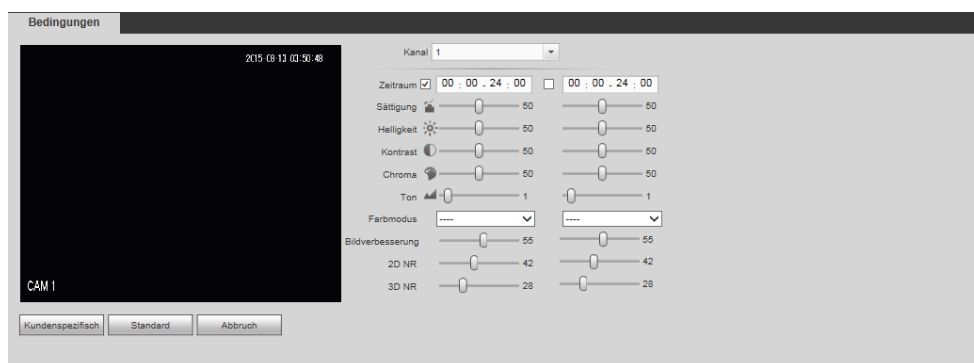 Bedingungen
2015-08-13 03:50:48
CAM 1
Kanal 1
Zeitraum 00 : 00 - 24 : 00 00 : 00 - 24 : 00
Sättigung 50 50
Helligkeit 50 50
Kontrast 50 50
Chroma 50 50
Ton 1 1
Farbmodus ---- ----
Bildverbesserung 55 55
2D NR 42 42
3D NR 28 28
Kundenspezifisch Standard Abbruch